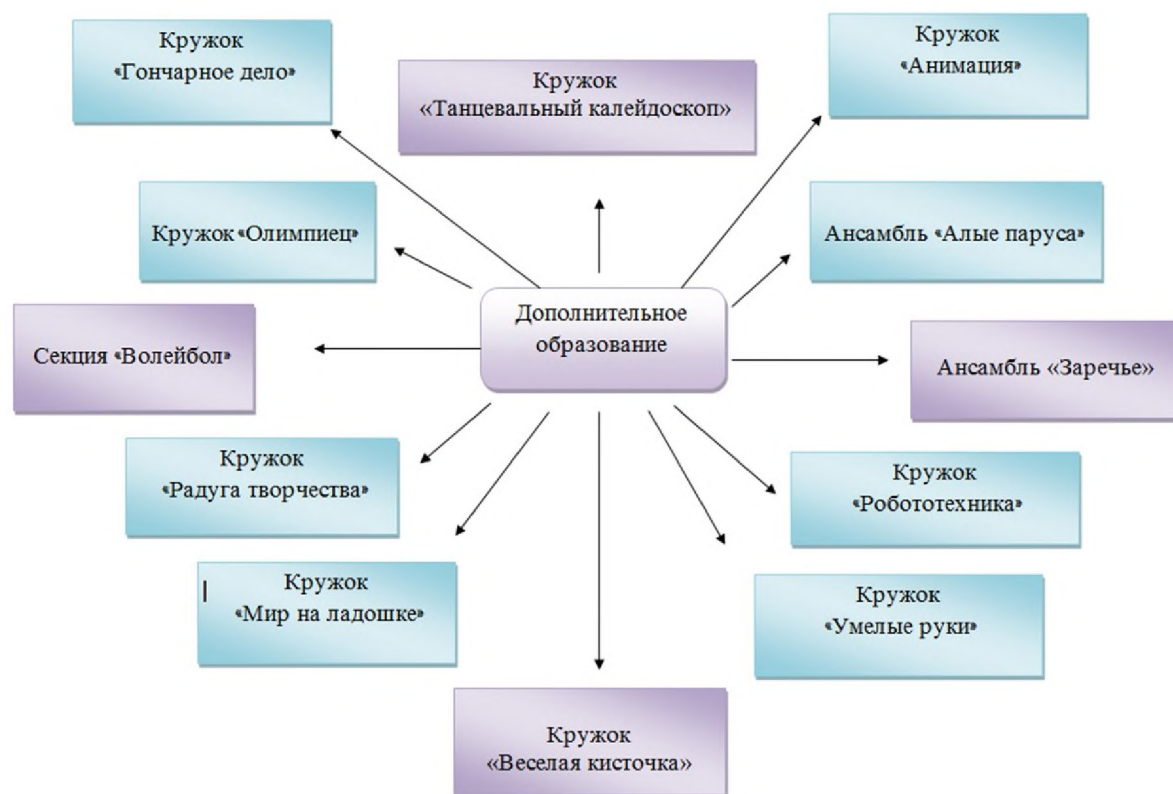 Кружок
«Гончарное дело»
Кружок
«Танцевальный калейдоскоп»
Кружок
«Анимация»
Кружок «Олимпиец»
Ансамбль «Алые паруса»
Дополнительное
образование
Секция «Волейбол»
Ансамбль «Заречье»
Кружок
«Радуга творчества»
Кружок
«Робототехника»
Кружок
«Мир на ладошке»
Кружок
«Умелые руки»
Кружок
«Веселая кисточка»